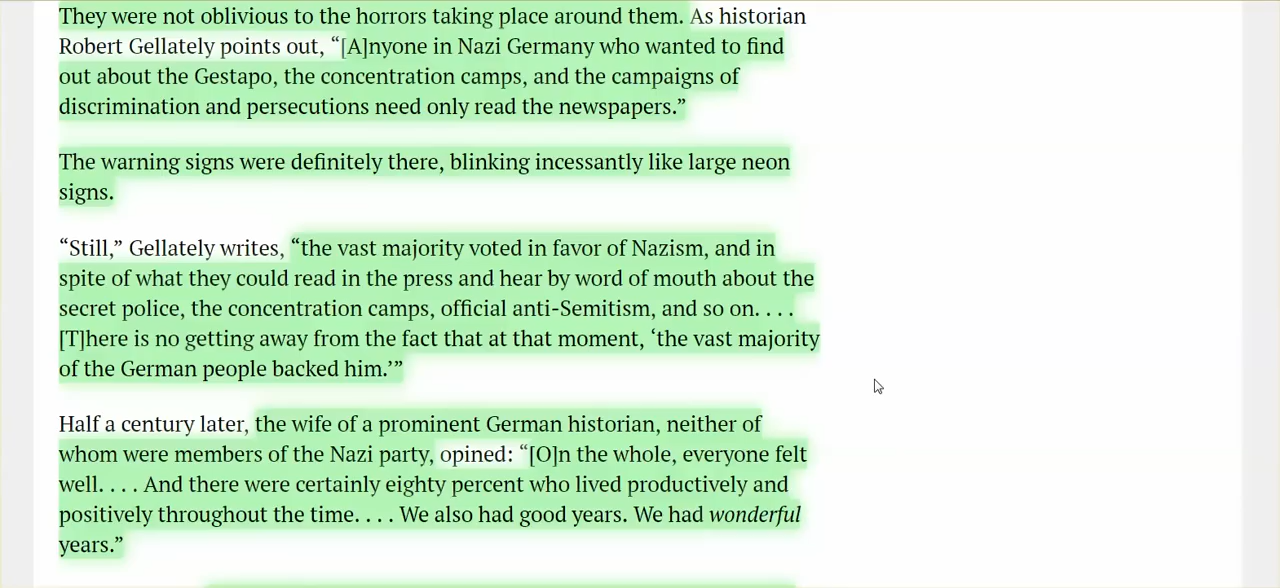 They were not oblivious to the horrors taking place around them. As historian
Robert Gellately points out, “[A]nyone in Nazi Germany who wanted to find
out about the Gestapo, the concentration camps, and the campaigns of
discrimination and persecutions need only read the newspapers.”
The warning signs were definitely there, blinking incessantly like large neon
signs.
“Still,” Gellately writes, “the vast majority voted in favor of Nazism, and in
spite of what they could read in the press and hear by word of mouth about the
secret police, the concentration camps, official anti-Semitism, and so on. . . .
[T]here is no getting away from the fact that at that moment, ‘the vast majority
of the German people backed him.’”
Half a century later, the wife of a prominent German historian, neither of
whom were members of the Nazi party, opined: “[O]n the whole, everyone felt
well. . . . And there were certainly eighty percent who lived productively and
positively throughout the time. . . . We also had good years. We had wonderful
years.”